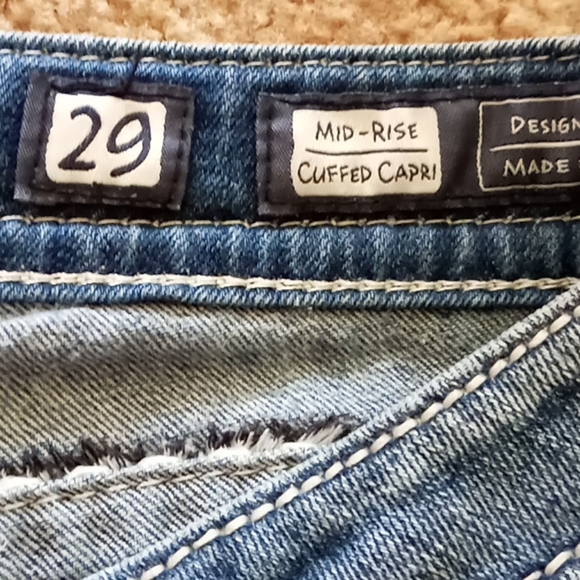 29
MID-RISE
CUFFED CAPRI
DESIGN
MADE